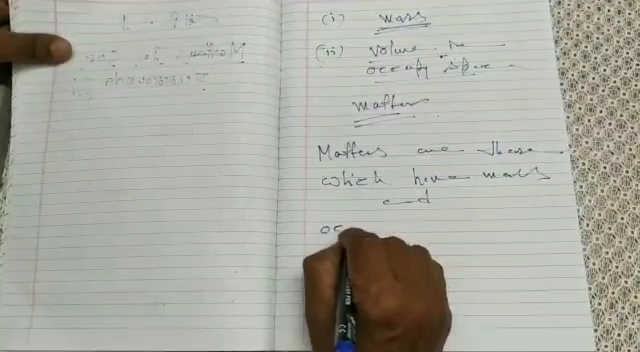 (i) mass
(ii) volume
occupy space
matter
Matters are those
which have mass
and
oc